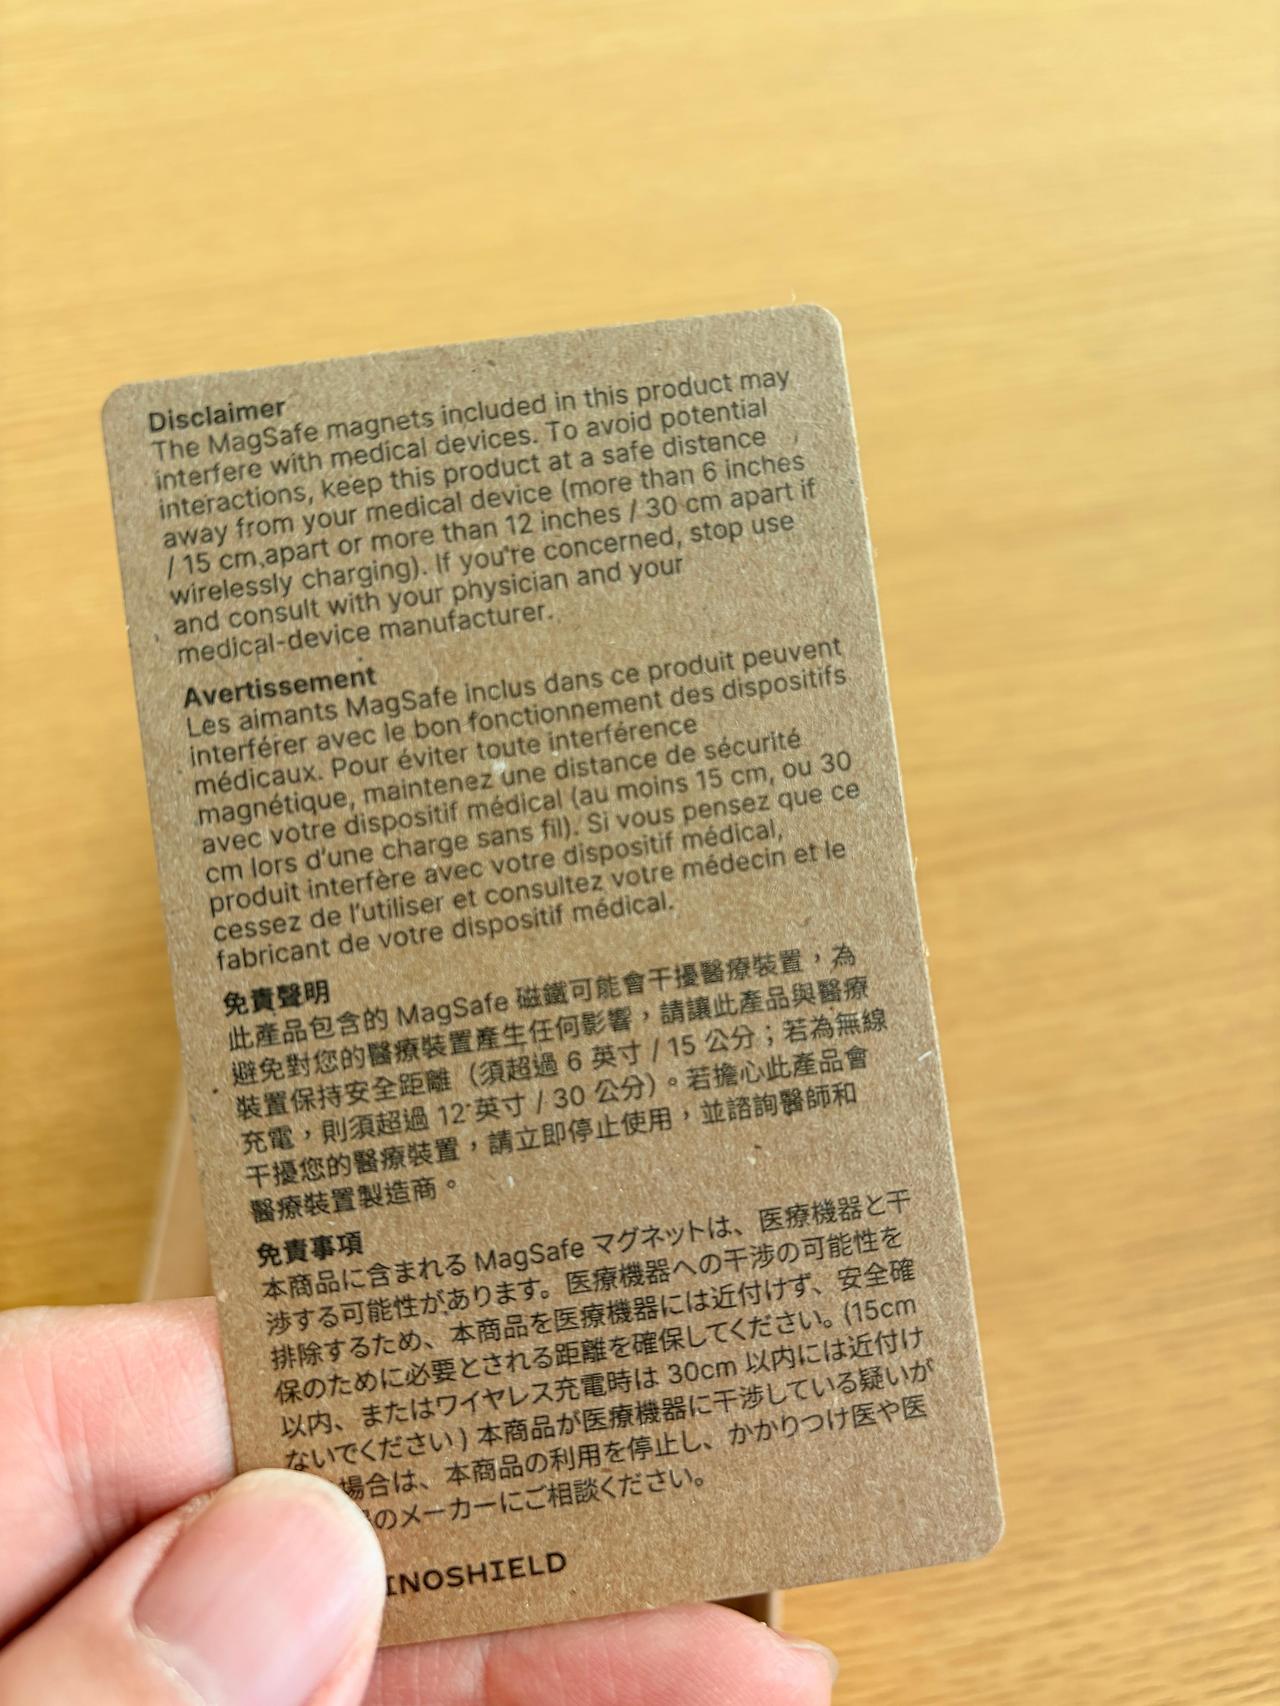 Disclaimer
The MagSafe magnets included in this product may
interfere with medical devices. To avoid potential
interactions, keep this product at a safe distance
away from your medical device (more than 6 inches
/ 15 cm apart or more than 12 inches / 30 cm apart if
wirelessly charging). If you're concerned, stop use
and consult with your physician and your
medical-device manufacturer.
Avertissement
Les aimants MagSafe inclus dans ce produit peuvent
interférer avec le bon fonctionnement des dispositifs
médicaux. Pour éviter toute interférence
magnétique, maintenez une distance de sécurité
avec votre dispositif médical (au moins 15 cm, ou 30
cm lors d'une charge sans fil). Si vous pensez que ce
produit interfère avec votre dispositif médical,
cessez de l'utiliser et consultez votre médecin et le
fabricant de votre dispositif médical.
免責聲明
此產品包含的 MagSafe 磁鐵可能會干擾醫療裝置，為
避免對您的醫療裝置產生任何影響，請讓此產品與醫療
裝置保持安全距離（須超過 6 英寸 / 15 公分；若為無線
充電，則須超過 12 英寸 / 30 公分）。若擔心此產品會
干擾您的醫療裝置，請立即停止使用，並諮詢醫師和
醫療裝置製造商。
免責事項
本商品に含まれる MagSafe マグネットは、医療機器と干
渉する可能性があります。医療機器への干渉の可能性を
排除するため、本商品を医療機器には近付けず、安全確
保のために必要とされる距離を確保してください。(15cm
以内、またはワイヤレス充電時は 30cm 以内には近付け
ないでください) 本商品が医療機器に干渉している疑いが
場合は、本商品の利用を停止し、かかりつけ医や医
のメーカーにご相談ください。
INOSHIELD